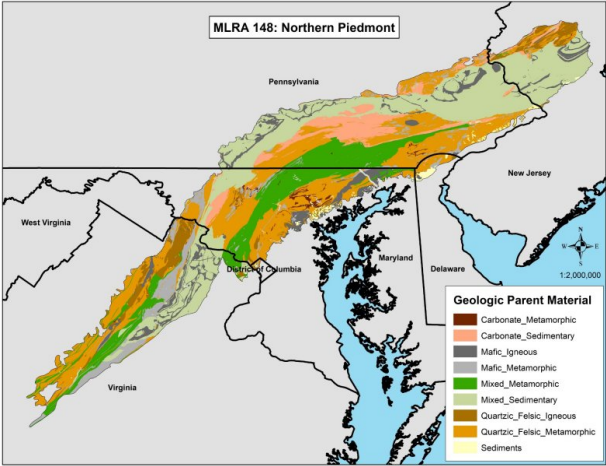 MLRA 148: Northern Piedmont
Pennsylvania
New Jersey
West Virginia
District of Columbia
Maryland
Delaware
Virginia
N
W E
S
1:2,000,000
Geologic Parent Material
Carbonate_Metamorphic
Carbonate_Sedimentary
Mafic_Igneous
Mafic_Metamorphic
Mixed_Metamorphic
Mixed_Sedimentary
Quartzic_Felsic_Igneous
Quartzic_Felsic_Metamorphic
Sediments